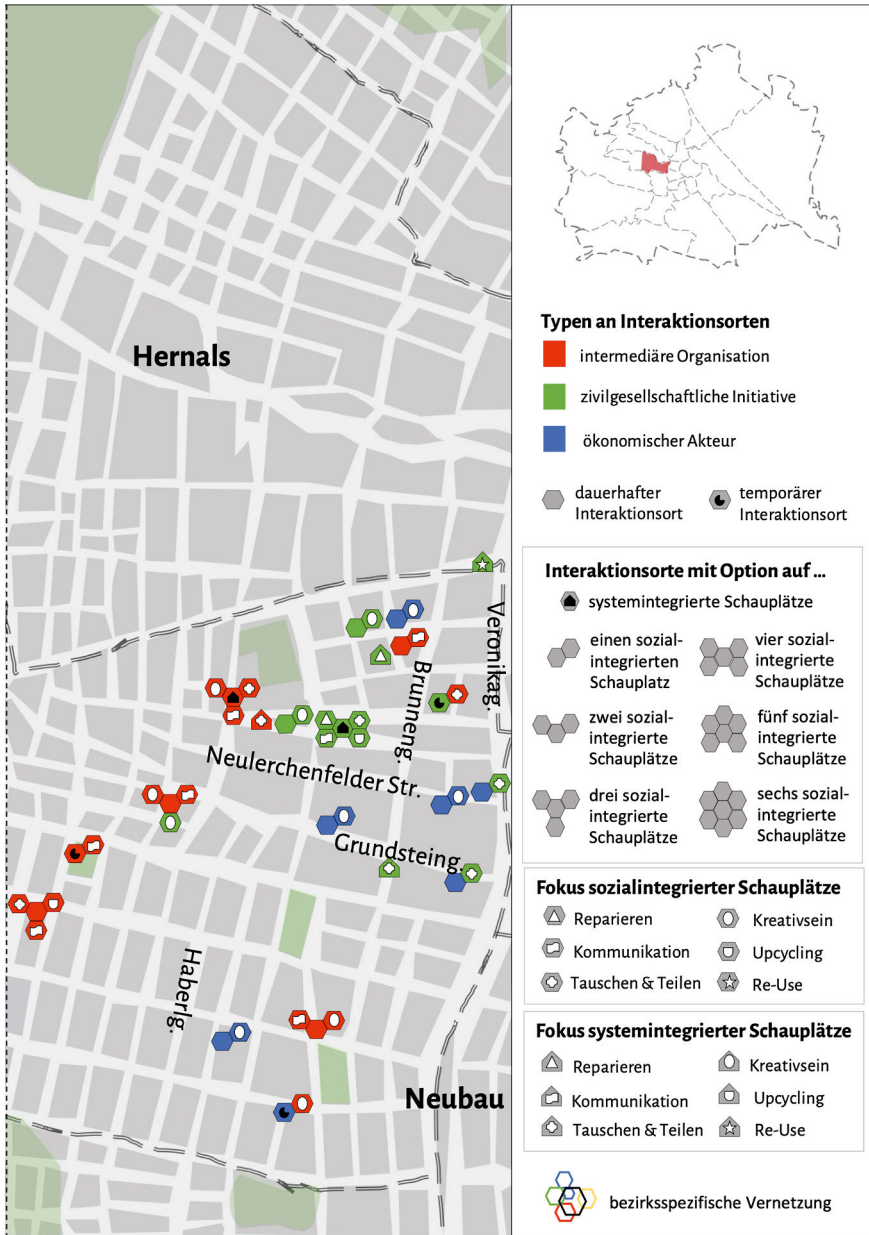 Hernals
Veronikag.
Brunneng.
Neulerchenfelder Str.
Grundsteing.
Haberlg.
Neubau
Typen an Interaktionsorten
intermediäre Organisation
zivilgesellschaftliche Initiative
ökonomischer Akteur
dauerhafter
Interaktionsort
temporärer
Interaktionsort
Interaktionsorte mit Option auf ...
systemintegrierte Schauplätze
einen sozial-
integrierten
Schauplatz
vier sozial-
integrierte
Schauplätze
zwei sozial-
integrierte
Schauplätze
fünf sozial-
integrierte
Schauplätze
drei sozial-
integrierte
Schauplätze
sechs sozial-
integrierte
Schauplätze
Fokus sozialintegrierter Schauplätze
Reparieren
Kreativsein
Kommunikation
Upcycling
Tauschen & Teilen
Re-Use
Fokus systemintegrierter Schauplätze
Reparieren
Kreativsein
Kommunikation
Upcycling
Tauschen & Teilen
Re-Use
bezirksspezifische Vernetzung